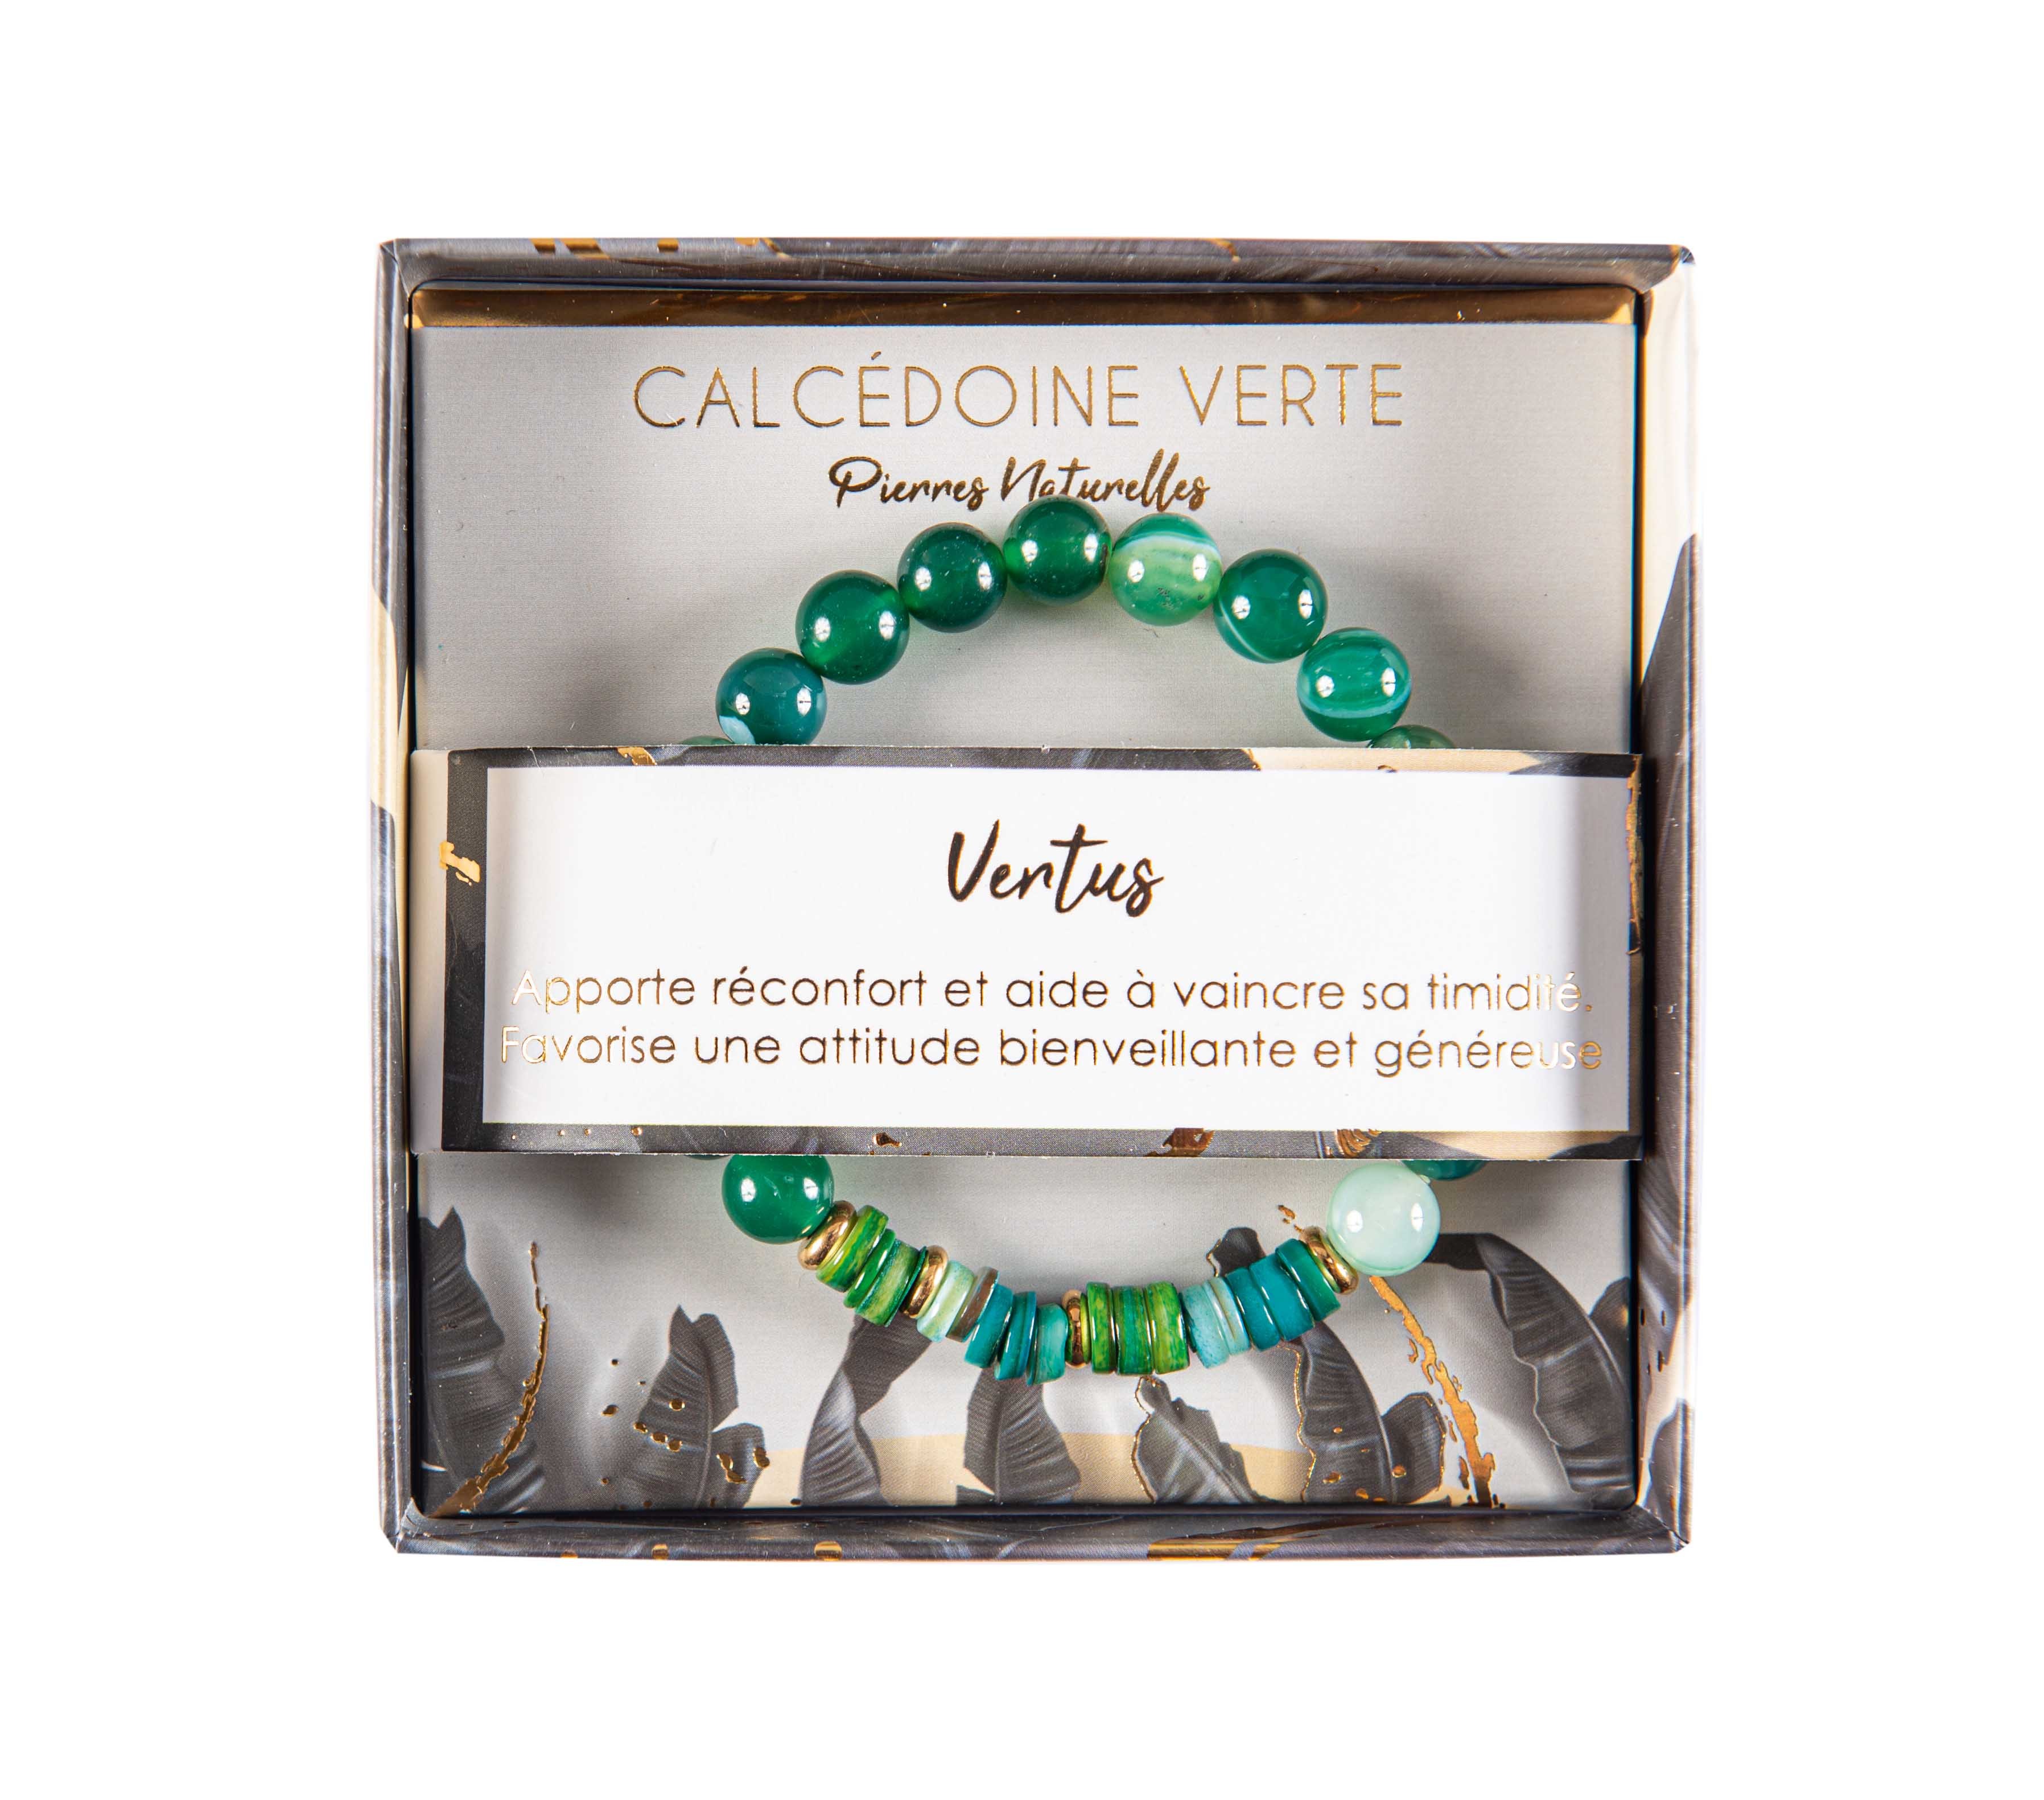 CALCÉDOINE VERTE
Pierres Naturelles
Vertus
Apporte réconfort et aide à vaincre sa timidité.
Favorise une attitude bienveillante et généreuse